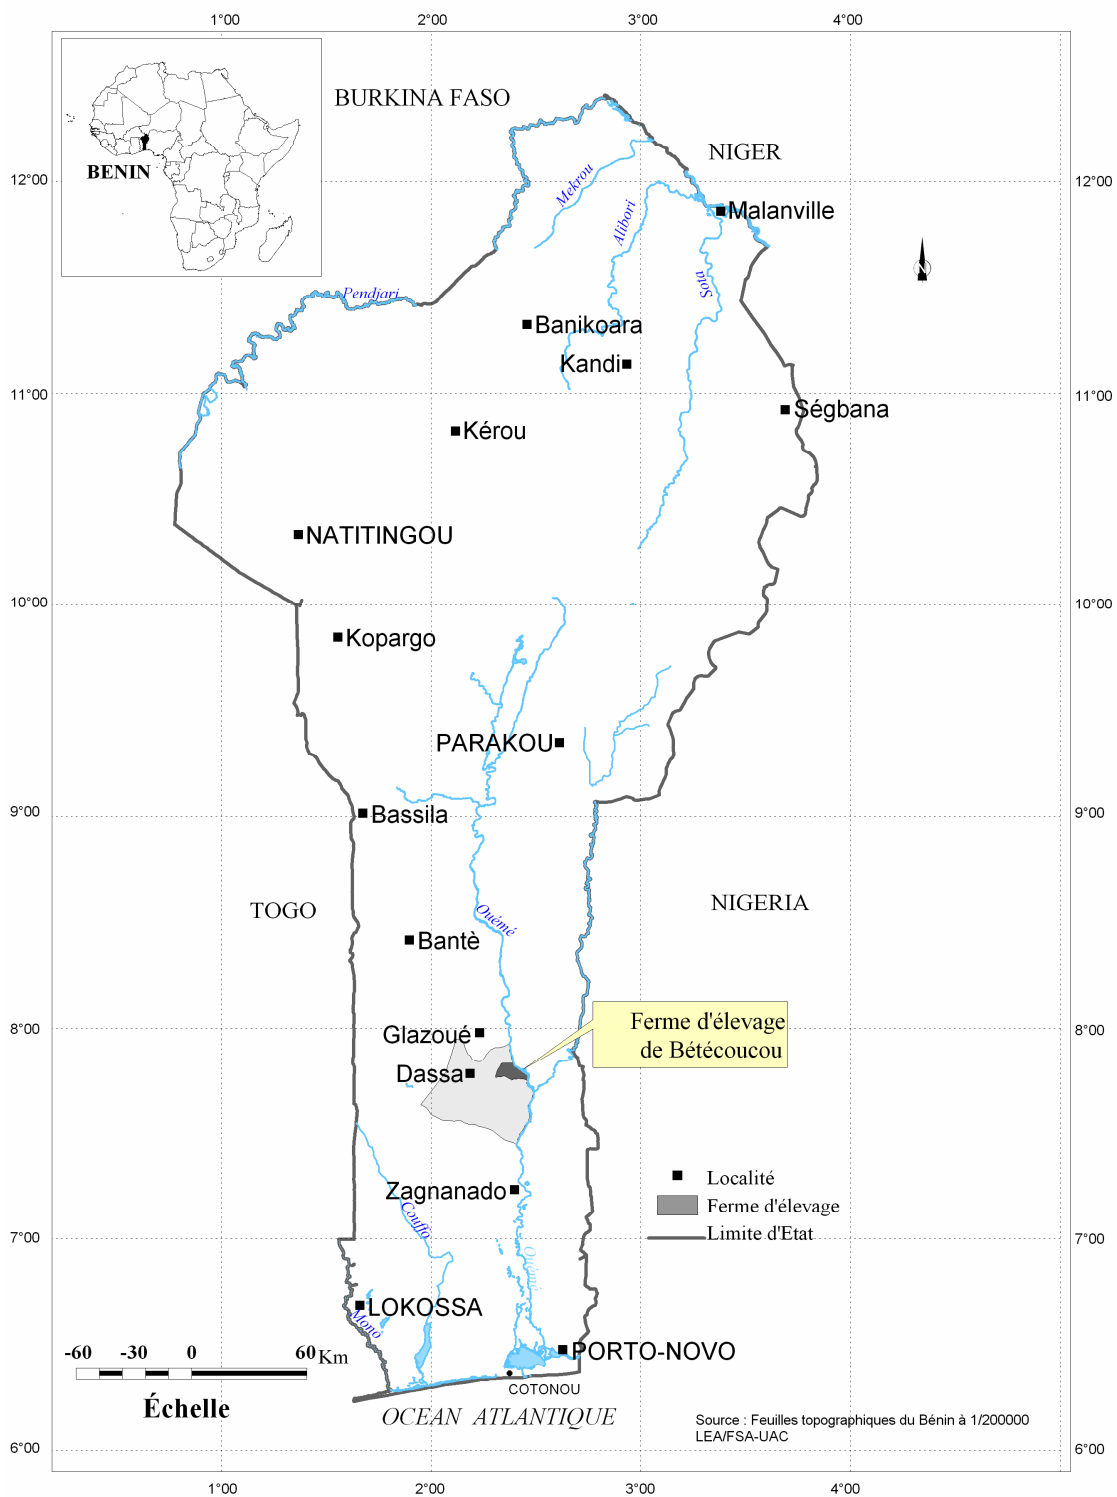 1°00 2°00 3°00 4°00
BURKINA FASO
BENIN
NIGER
12°00 12°00
Mekrou
Malanville
Alibori
N
Sota
Pendjari
Banikoara
Kandi
11°00 11°00
Ségbana
Kérou
NATITINGOU
10°00 10°00
Kopargo
PARAKOU
9°00 9°00
Bassila
NIGERIA
TOGO
Ouémé
Bantè
8°00 8°00
Ferme d'élevage
de Bétécoucou
Glazoué
Dassa
Localité
Zagnanado
Ferme d'élevage
Couffo
Limite d'Etat
7°00 7°00
Ouémé
LOKOSSA
Mono
PORTO-NOVO
-60 -30 0 60 Km
COTONOU
Échelle
OCEAN ATLANTIQUE
Source : Feuilles topographiques du Bénin à 1/200000
LEA/FSA-UAC
6°00 6°00
1°00 2°00 3°00 4°00